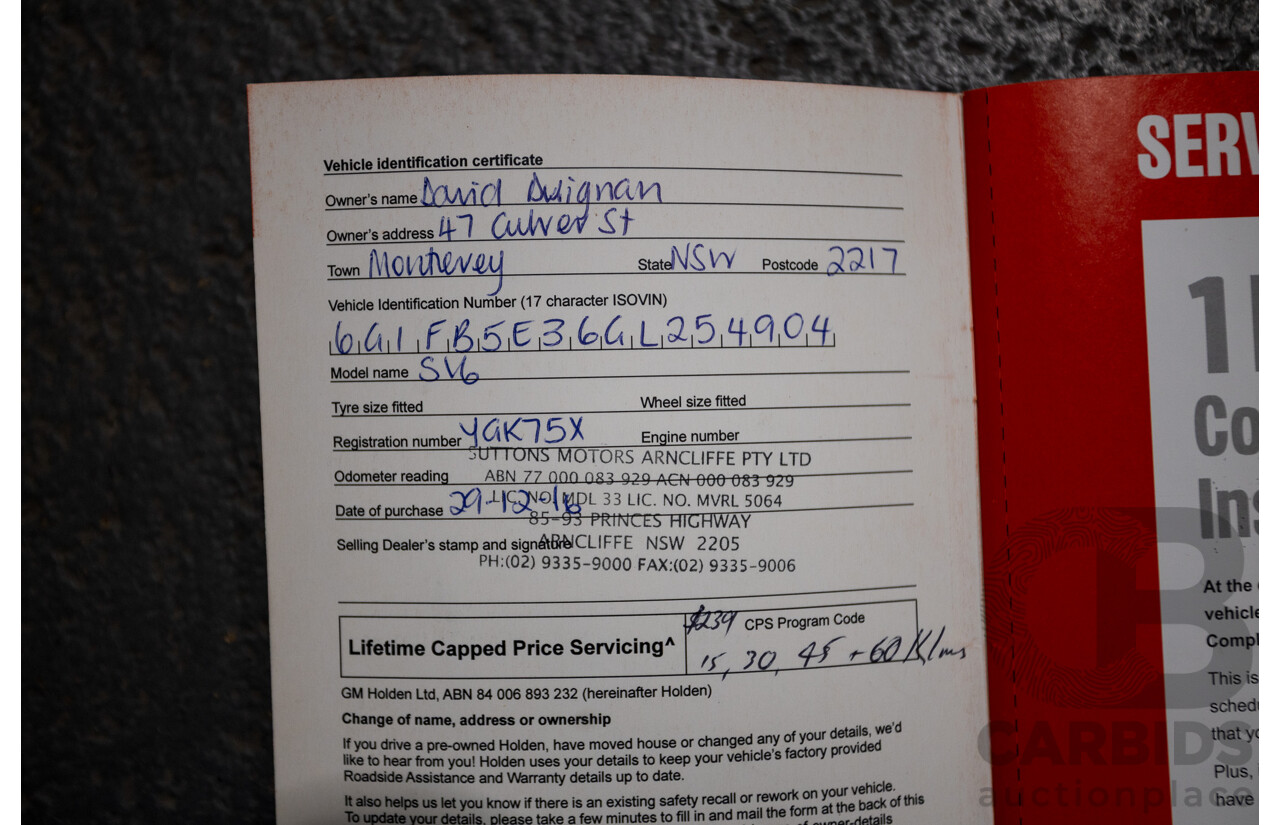 Vehicle identification certificate
Owner's name David Duignan
Owner's address 47 Culver St
Town Monterey State NSW Postcode 2217
Vehicle Identification Number (17 character ISOVIN)
6G1FB5E36GL254904
Model name SV6
Tyre size fitted Wheel size fitted
Registration number YGK75X Engine number
SUTTONS MOTORS ARNCLIFFE PTY LTD
Odometer reading ABN 77 000 083 929 ACN 000 083 929
LIC NO MDL 33 LIC. NO. MVRL 5064
Date of purchase 29-12-16
85-93 PRINCES HIGHWAY
Selling Dealer's stamp and signature ARNCLIFFE NSW 2205
PH:(02) 9335-9000 FAX:(02) 9335-9006
$239 CPS Program Code
Lifetime Capped Price Servicing^ 15, 30, 45 + 60 K/ms
GM Holden Ltd, ABN 84 006 893 232 (hereinafter Holden)
Change of name, address or ownership
If you drive a pre-owned Holden, have moved house or changed any of your details, we'd
like to hear from you! Holden uses your details to keep your vehicle's factory provided
Roadside Assistance and Warranty details up to date.
It also helps us let you know if there is an existing safety recall or rework on your vehicle.
To update your details, please take a few minutes to fill in and mail the form at the back of this
owner-details
SERV
1
Co
Ins
At the
vehicle
Compl
This is
schedu
that yo
Plus,
have
CARBIDS
auctionplace